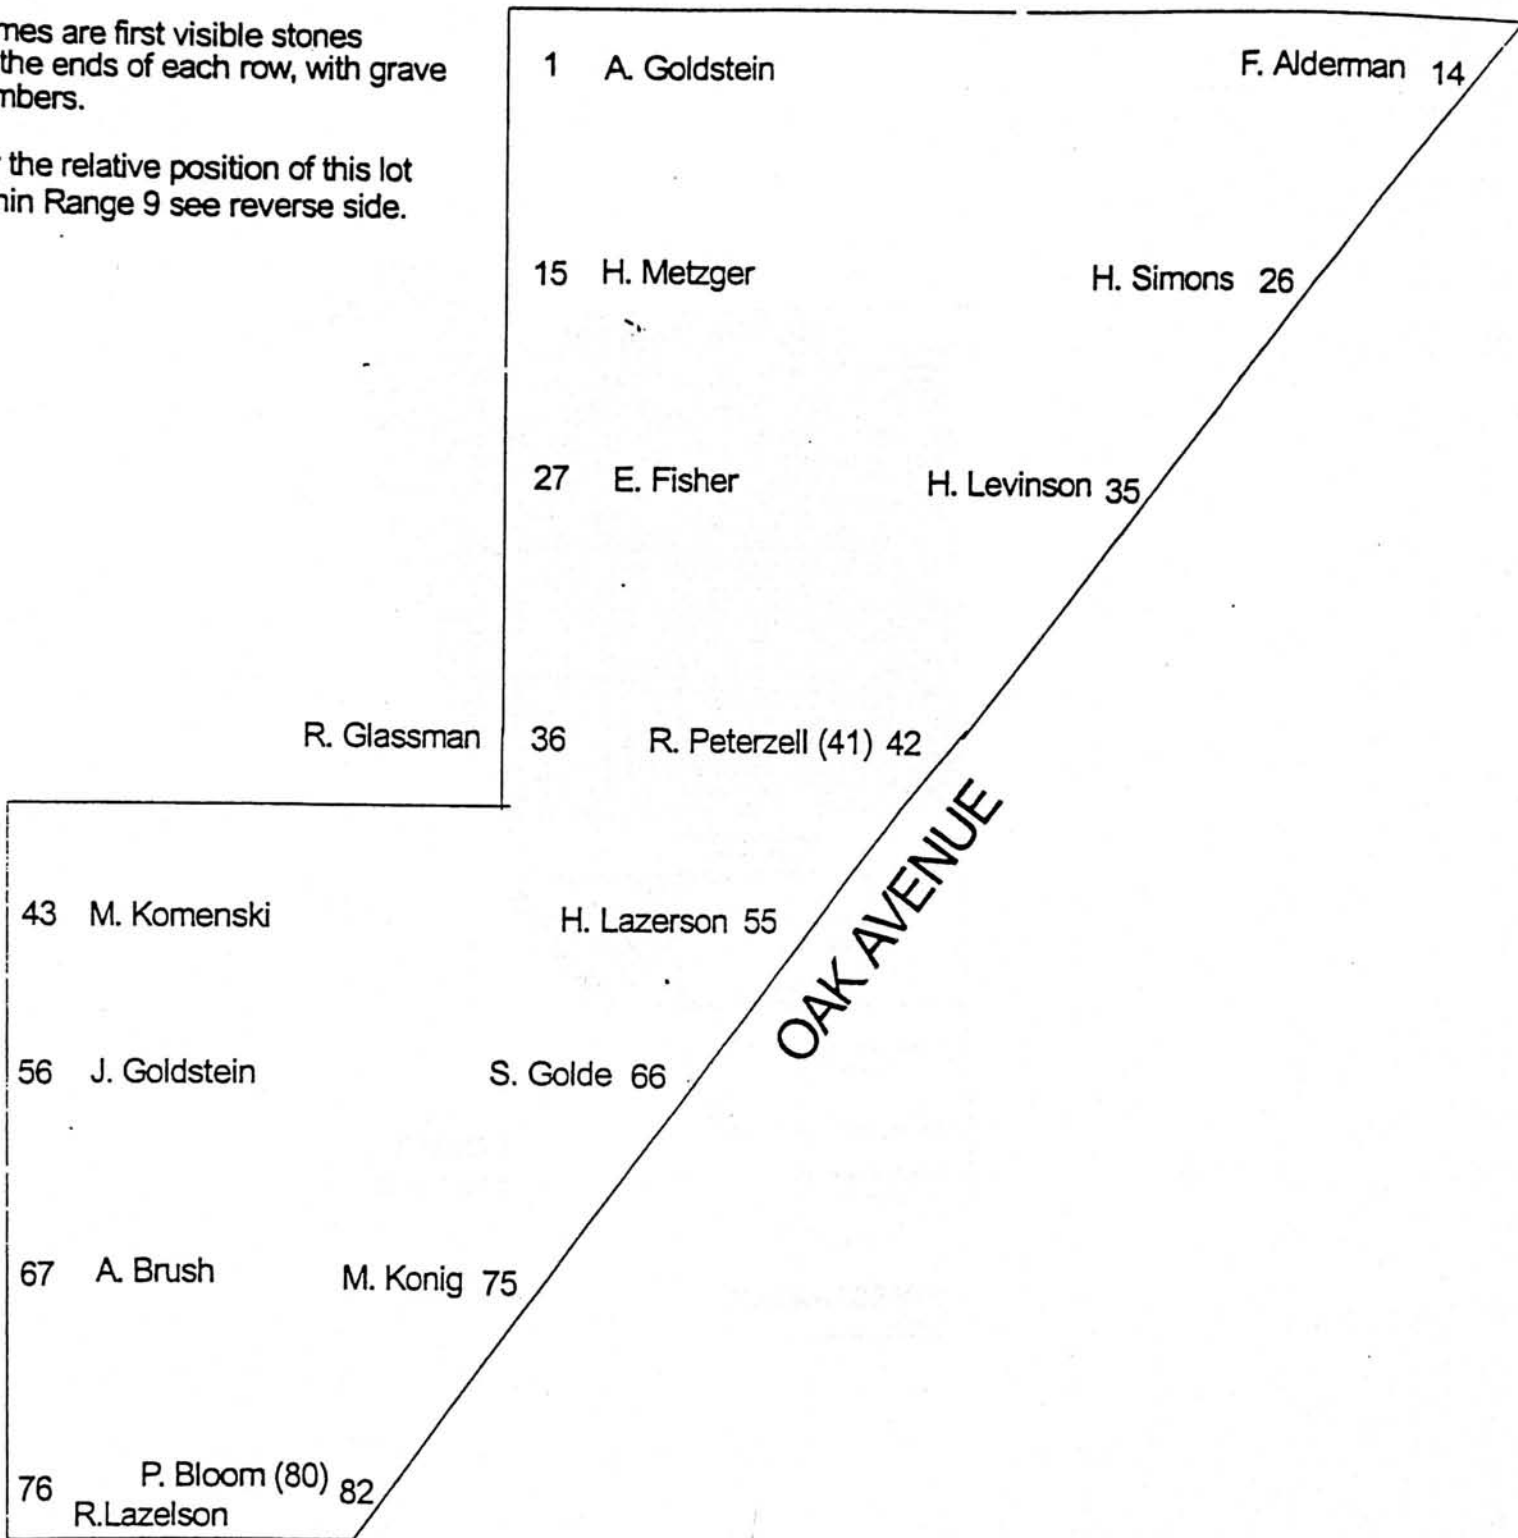 mes are first visible stones
the ends of each row, with grave
mbers.
the relative position of this lot
hin Range 9 see reverse side.
1 A. Goldstein F. Alderman 14
15 H. Metzger H. Simons 26
27 E. Fisher H. Levinson 35
R. Glassman 36 R. Peterzell (41) 42
OAK AVENUE
43 M. Komenski H. Lazerson 55
56 J. Goldstein S. Golde 66
67 A. Brush M. Konig 75
76 P. Bloom (80) 82
R.Lazelson